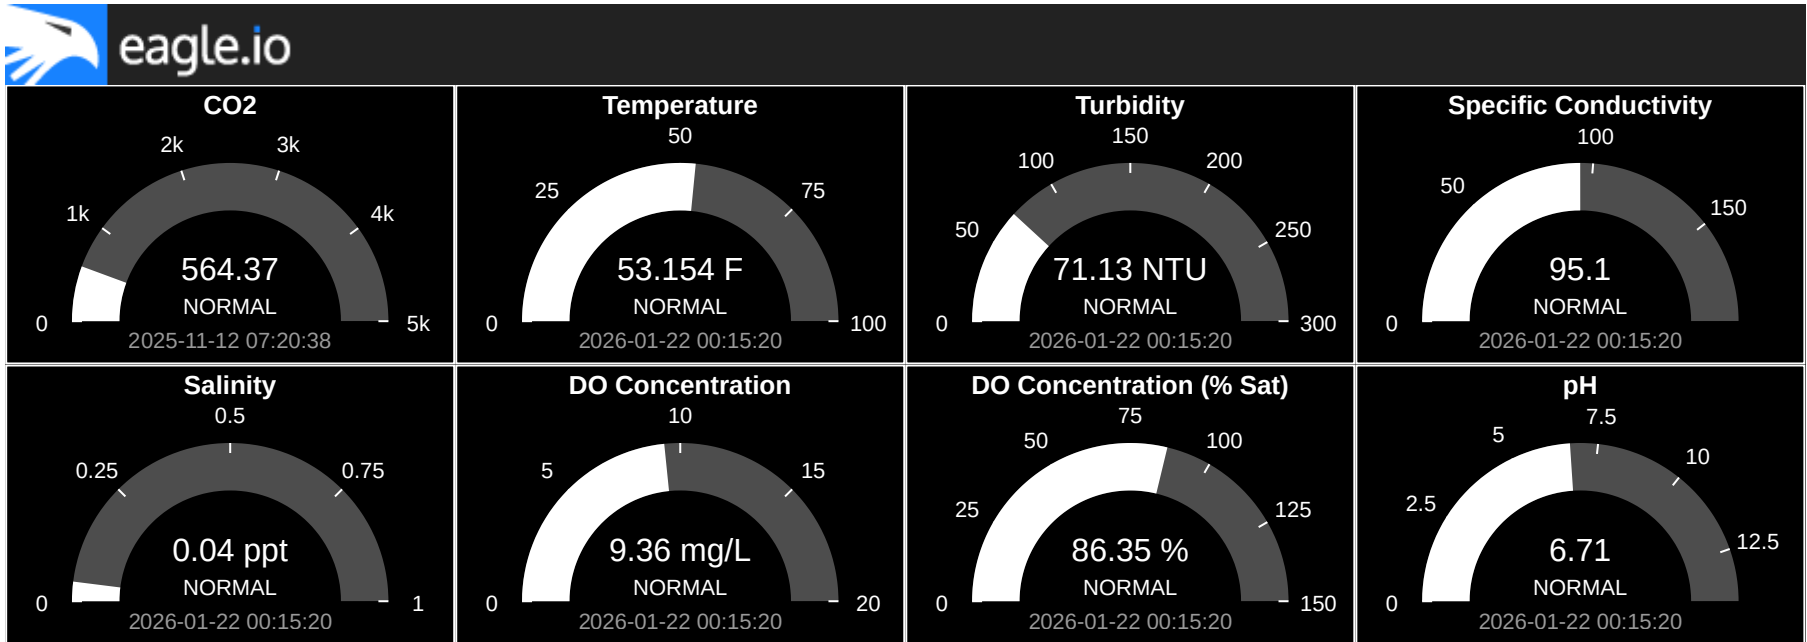 eagle.io
CO2
2k
3k
1k
4k
0
5k
564.37
NORMAL
2025-11-12 07:20:38
Temperature
50
25
75
0
100
53.154 F
NORMAL
2026-01-22 00:15:20
Turbidity
150
100
200
50
250
0
300
71.13 NTU
NORMAL
2026-01-22 00:15:20
Specific Conductivity
100
50
150
0
95.1
NORMAL
2026-01-22 00:15:20
Salinity
0.5
0.25
0.75
0
1
0.04 ppt
NORMAL
2026-01-22 00:15:20
DO Concentration
10
5
15
0
20
9.36 mg/L
NORMAL
2026-01-22 00:15:20
DO Concentration (% Sat)
75
50
100
25
125
0
150
86.35 %
NORMAL
2026-01-22 00:15:20
pH
7.5
5
10
2.5
12.5
0
6.71
NORMAL
2026-01-22 00:15:20